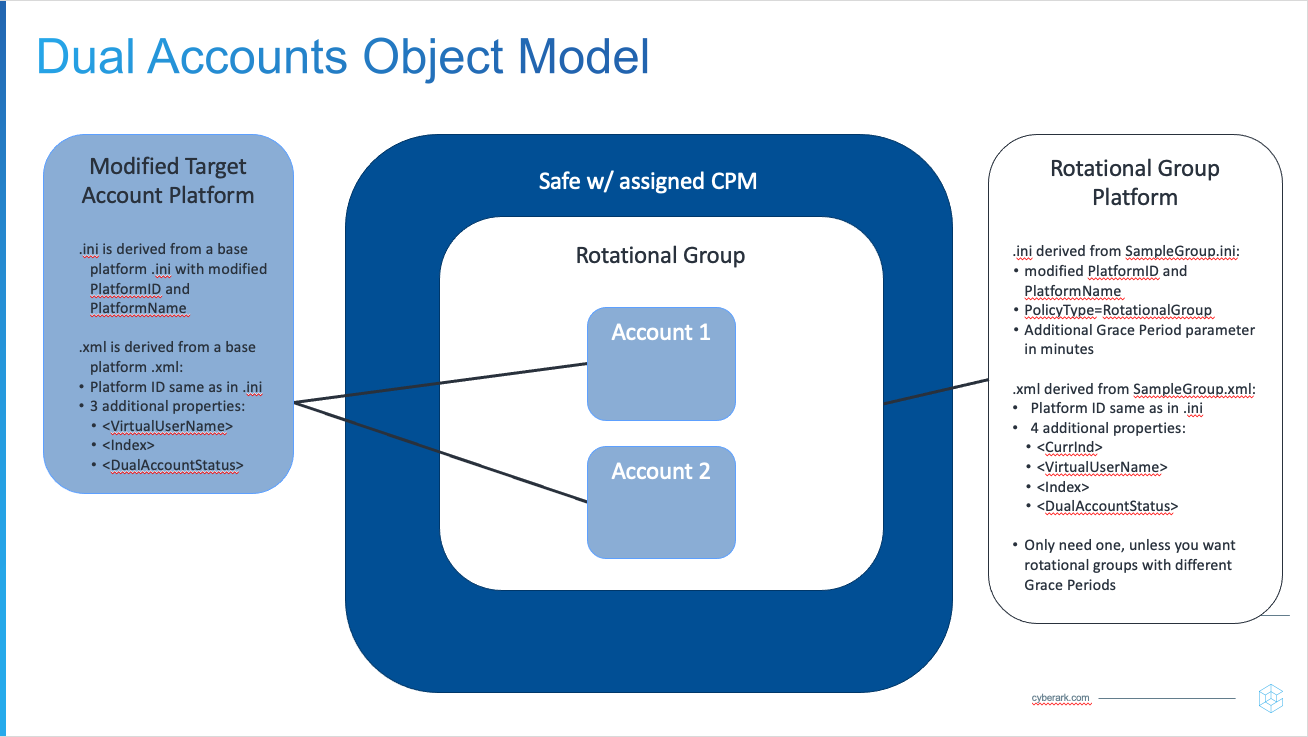 Dual Accounts Object Model
Modified Target
Account Platform
.ini is derived from a base
platform .ini with modified
PlatformID and
PlatformName
.xml is derived from a base
platform .xml:
• Platform ID same as in .ini
• 3 additional properties:
• <VirtualUserName>
• <Index>
• <DualAccountStatus>
Safe w/ assigned CPM
Rotational Group
Account 1
Account 2
Rotational Group
Platform
.ini derived from SampleGroup.ini:
• modified PlatformID and
PlatformName
• PolicyType=RotationalGroup
• Additional Grace Period parameter
in minutes
.xml derived from SampleGroup.xml:
• Platform ID same as in .ini
• 4 additional properties:
• <CurrInd>
• <VirtualUserName>
• <Index>
• <DualAccountStatus>
• Only need one, unless you want
rotational groups with different
Grace Periods
cyberark.com